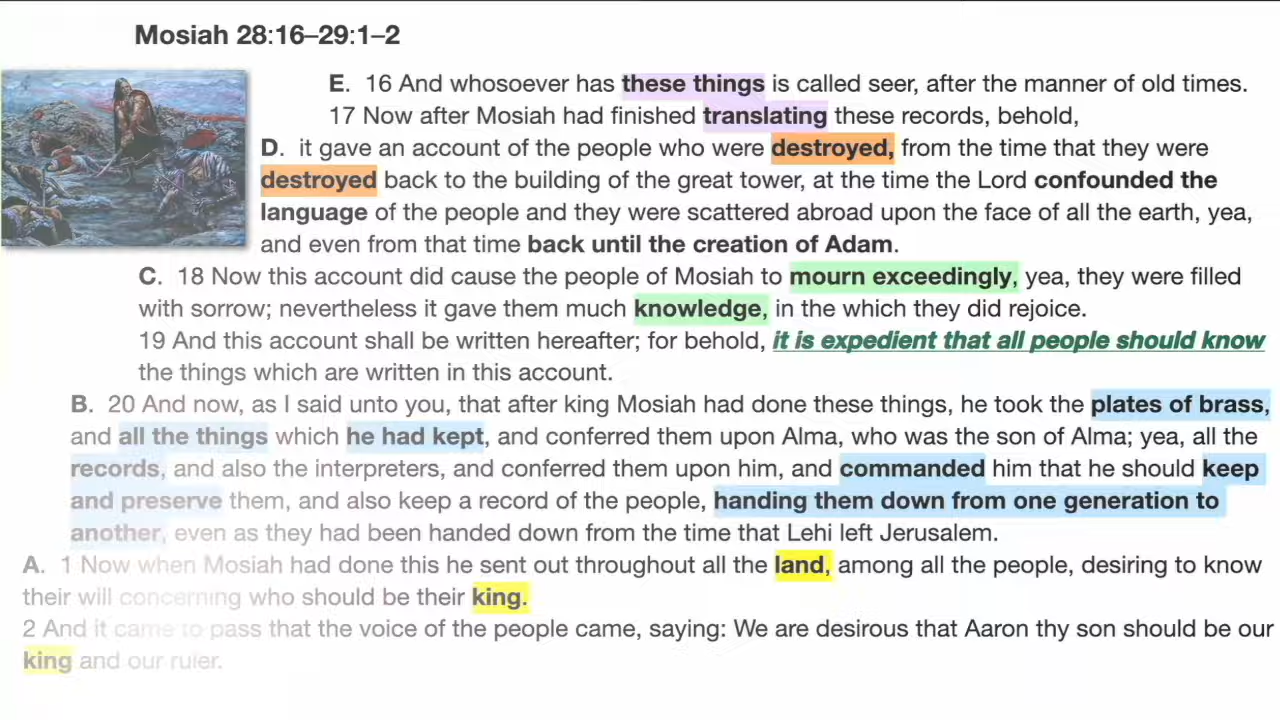 Mosiah 28:16–29:1–2
E. 16 And whosoever has these things is called seer, after the manner of old times.
17 Now after Mosiah had finished translating these records, behold,
D. it gave an account of the people who were destroyed, from the time that they were
destroyed back to the building of the great tower, at the time the Lord confounded the
language of the people and they were scattered abroad upon the face of all the earth, yea,
and even from that time back until the creation of Adam.
C. 18 Now this account did cause the people of Mosiah to mourn exceedingly, yea, they were filled
with sorrow; nevertheless it gave them much knowledge, in the which they did rejoice.
19 And this account shall be written hereafter; for behold, it is expedient that all people should know
the things which are written in this account.
B. 20 And now, as I said unto you, that after king Mosiah had done these things, he took the plates of brass,
and all the things which he had kept, and conferred them upon Alma, who was the son of Alma; yea, all the
records, and also the interpreters, and conferred them upon him, and commanded him that he should keep
and preserve them, and also keep a record of the people, handing them down from one generation to
another, even as they had been handed down from the time that Lehi left Jerusalem.
A. 1 Now when Mosiah had done this he sent out throughout all the land, among all the people, desiring to know
their will concerning who should be their king.
2 And it came to pass that the voice of the people came, saying: We are desirous that Aaron thy son should be our
king and our ruler.